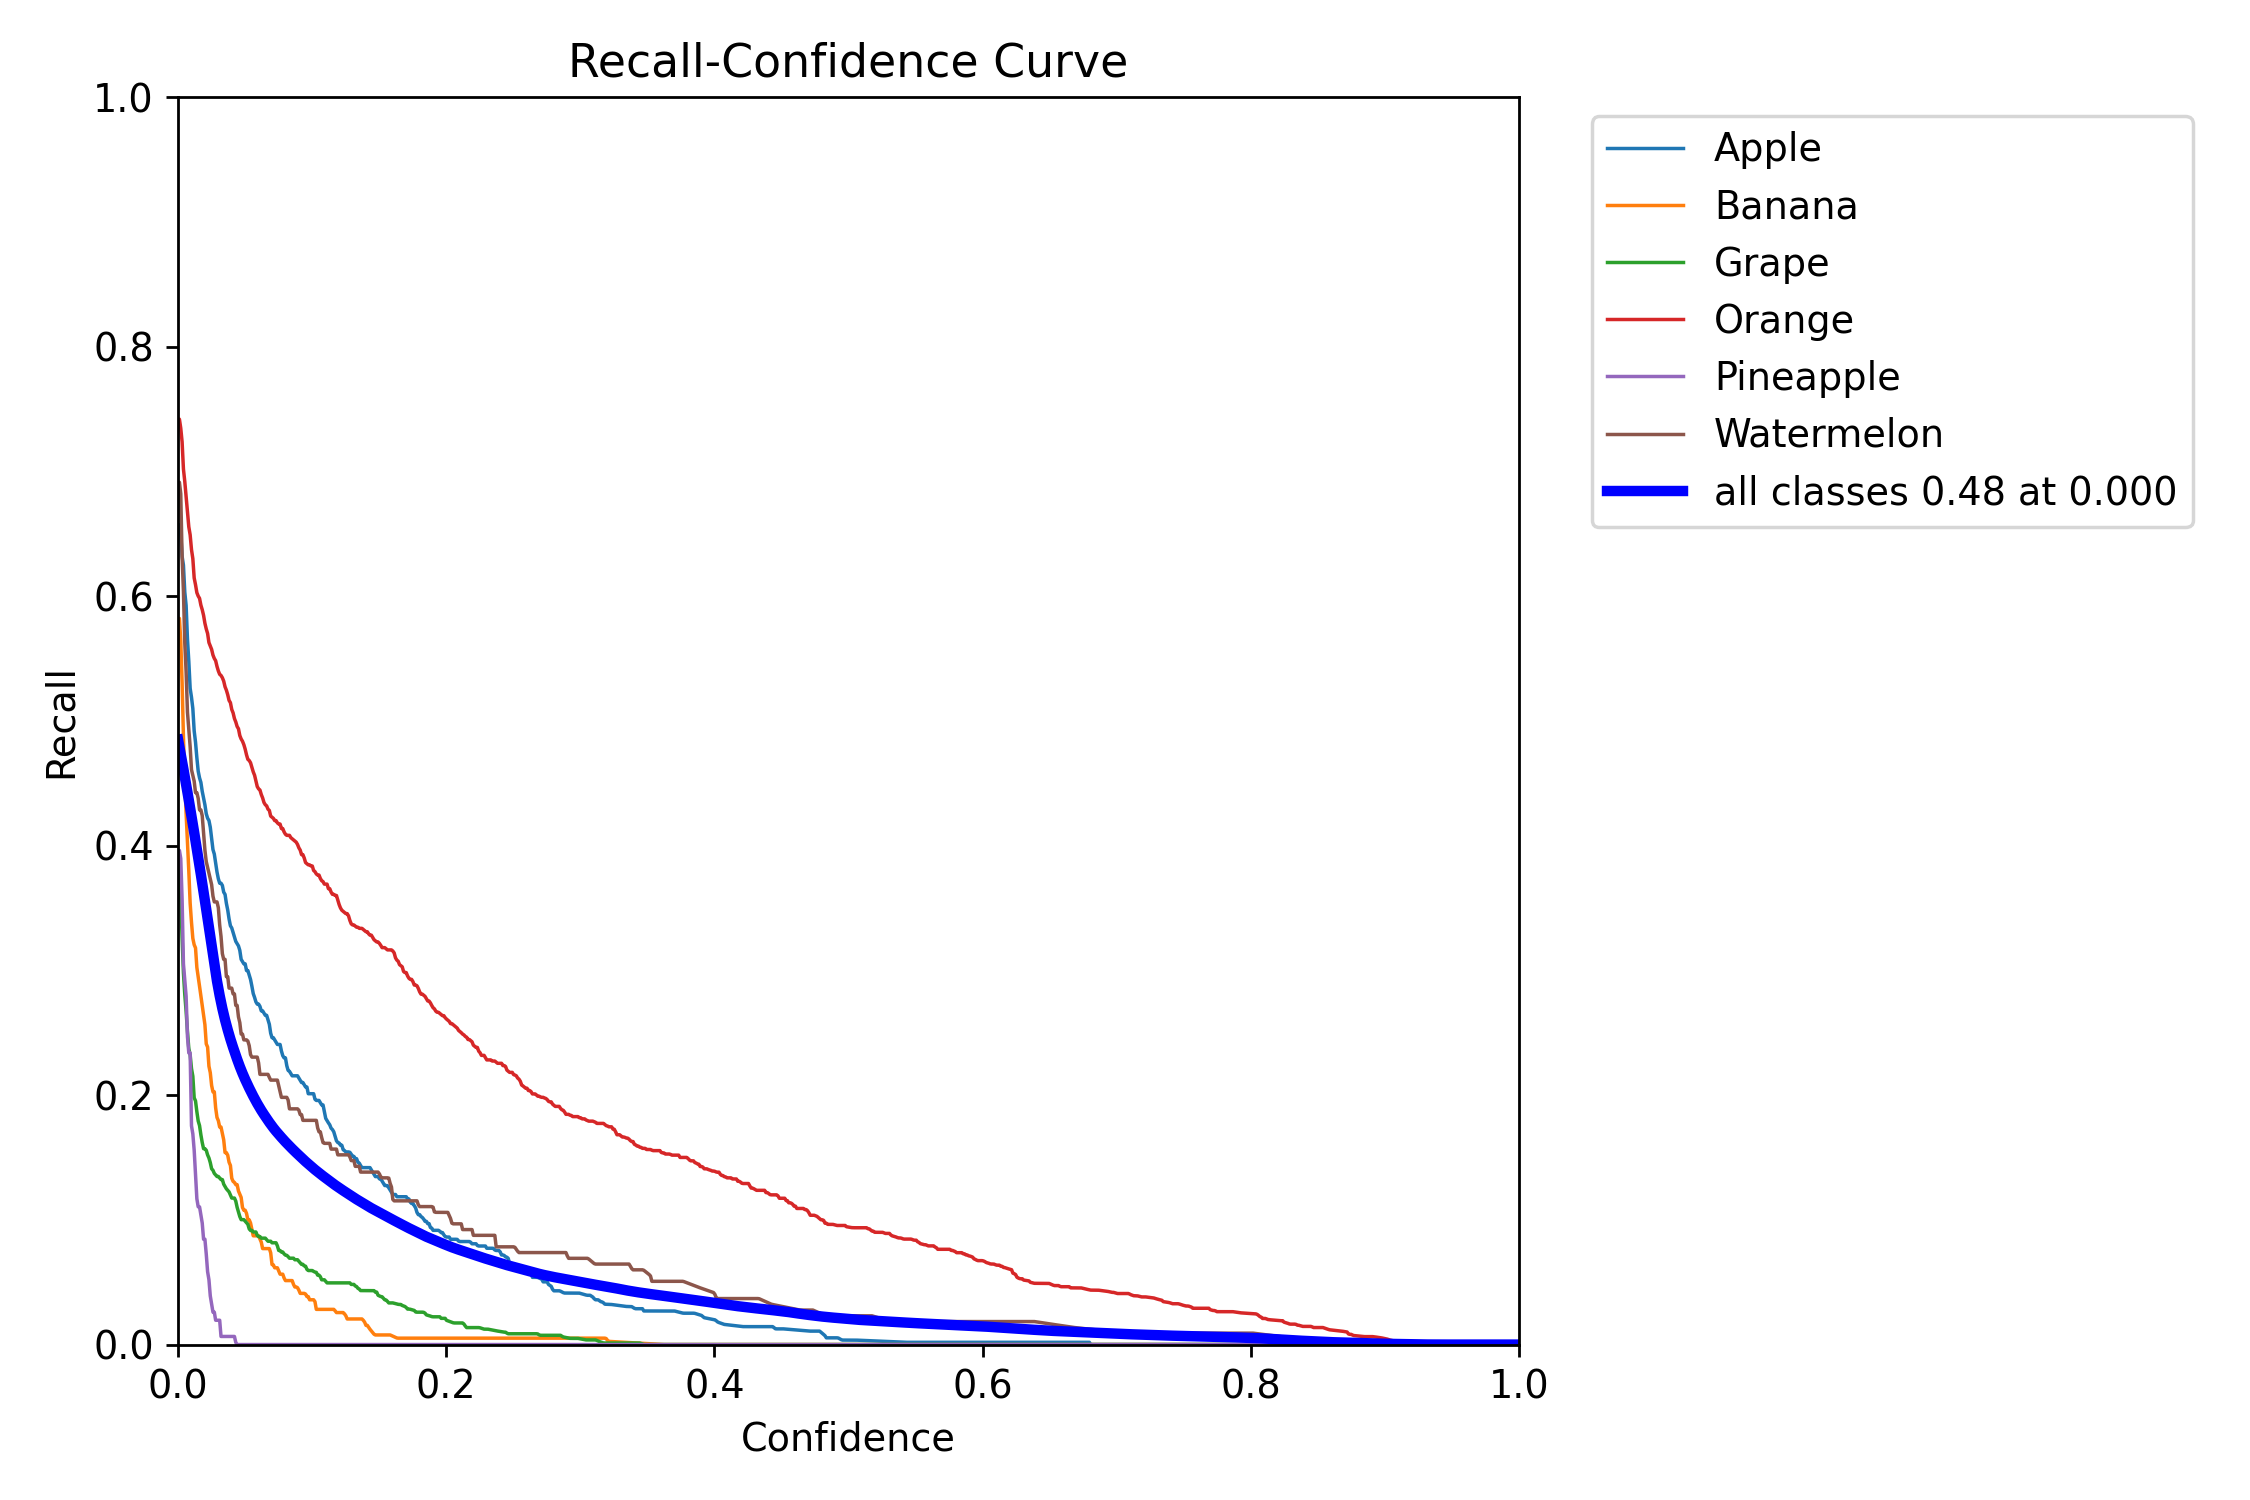 Recall-Confidence Curve
1.0
0.8
0.6
0.4
0.2
0.0
Recall
0.0 0.2 0.4 0.6 0.8 1.0
Confidence
Apple
Banana
Grape
Orange
Pineapple
Watermelon
all classes 0.48 at 0.000